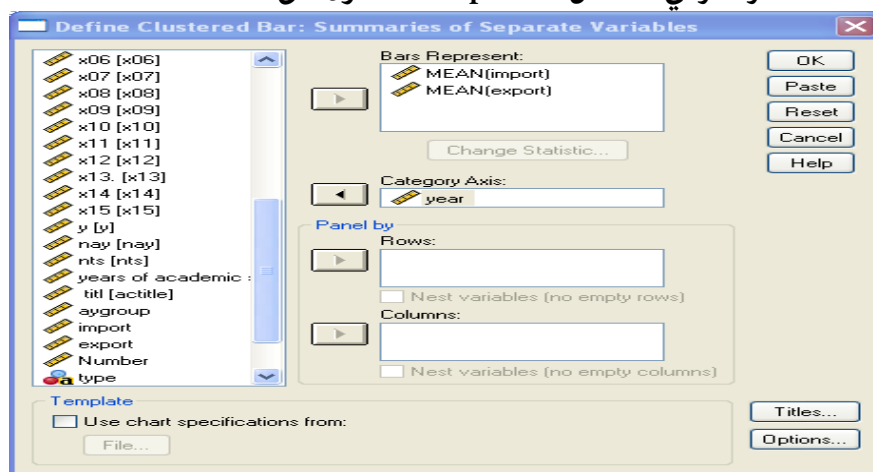 Define Clustered Bar: Summaries of Separate Variables
x06 [x06]
x07 [x07]
x08 [x08]
x09 [x09]
x10 [x10]
x11 [x11]
x12 [x12]
x13. [x13]
x14 [x14]
x15 [x15]
y [y]
nay [nay]
nts [nts]
years of academic
titl [actitle]
aygroup
import
export
Number
type
Bars Represent:
MEAN(import)
MEAN(export)
Change Statistic...
Category Axis:
year
Panel by
Rows:
Nest variables (no empty rows)
Columns:
Nest variables (no empty columns)
OK
Paste
Reset
Cancel
Help
Template
Use chart specifications from:
File...
Titles...
Options...